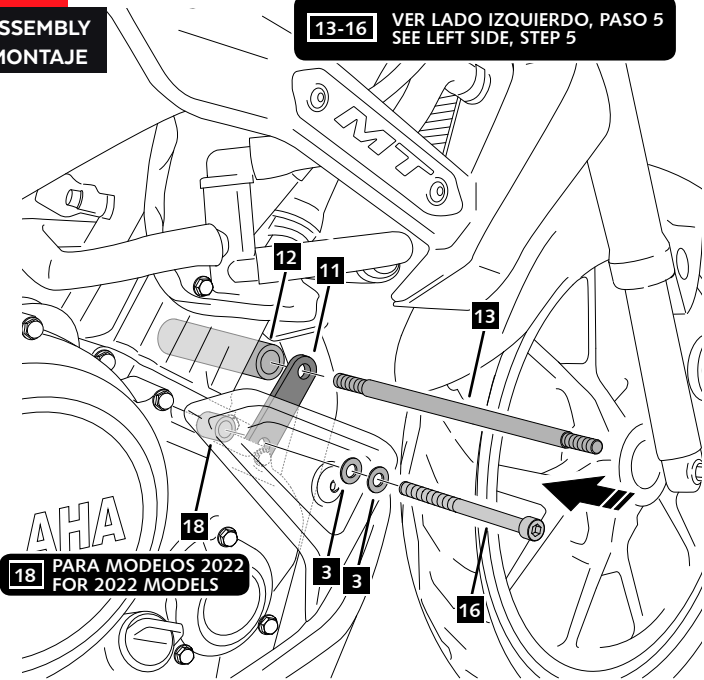 SSEMBLY
MONTAJE
13-16 VER LADO IZQUIERDO, PASO 5
SEE LEFT SIDE, STEP 5
MT
12
11
13
18
AHA
18 PARA MODELOS 2022
FOR 2022 MODELS
3
3
16